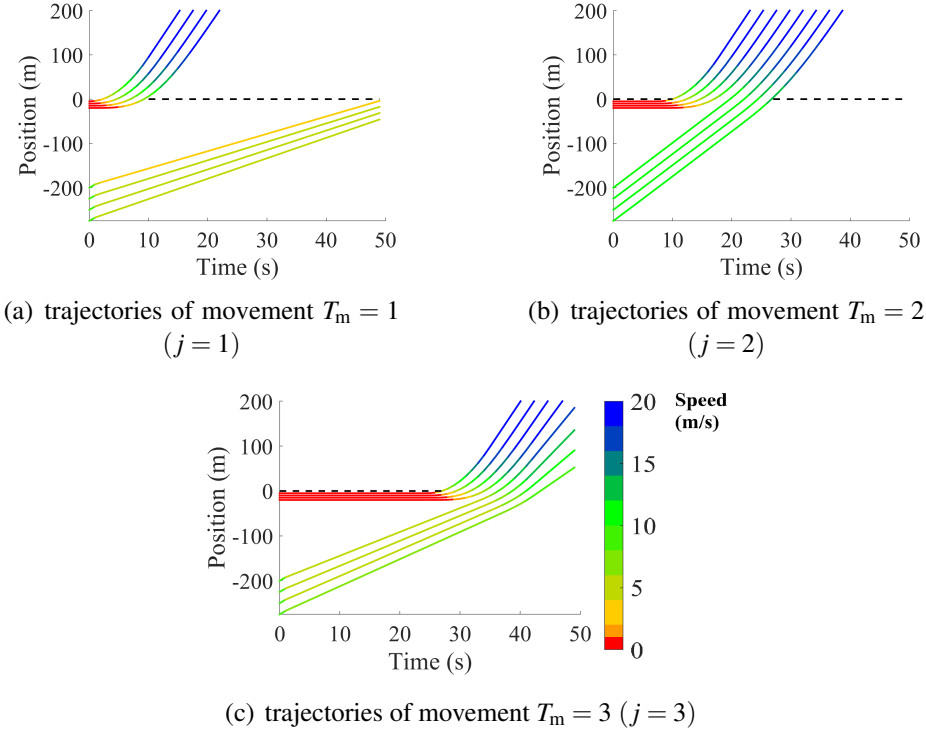 200
100
0
-100
-200
Position (m)
0 10 20 30 40 50
Time (s)
(a) trajectories of movement Tm = 1
(j = 1)
200
100
0
-100
-200
Position (m)
0 10 20 30 40 50
Time (s)
(b) trajectories of movement Tm = 2
(j = 2)
200
100
0
-100
-200
Position (m)
0 10 20 30 40 50
Time (s)
20
15
10
5
0
Speed
(m/s)
(c) trajectories of movement Tm = 3 (j = 3)